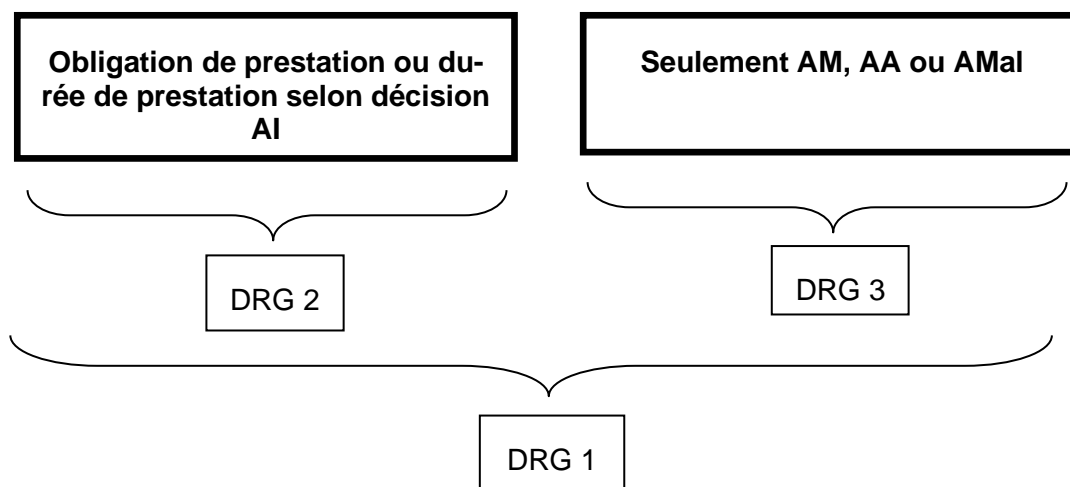 Obligation de prestation ou du-
rée de prestation selon décision
AI
Seulement AM, AA ou AMal
DRG 2
DRG 3
DRG 1